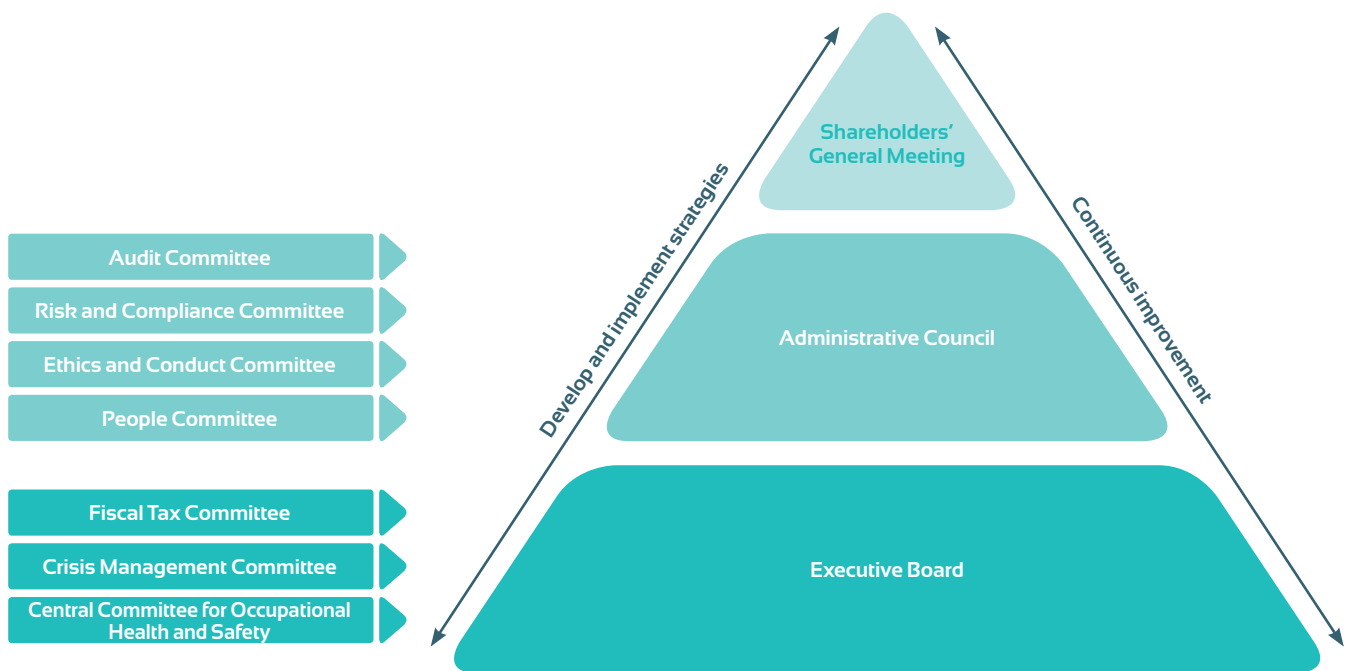 Shareholders'
General Meeting
Develop and implement strategies
Continuous improvement
Audit Committee
Risk and Compliance Committee
Ethics and Conduct Committee
People Committee
Administrative Council
Fiscal Tax Committee
Crisis Management Committee
Central Committee for Occupational
Health and Safety
Executive Board